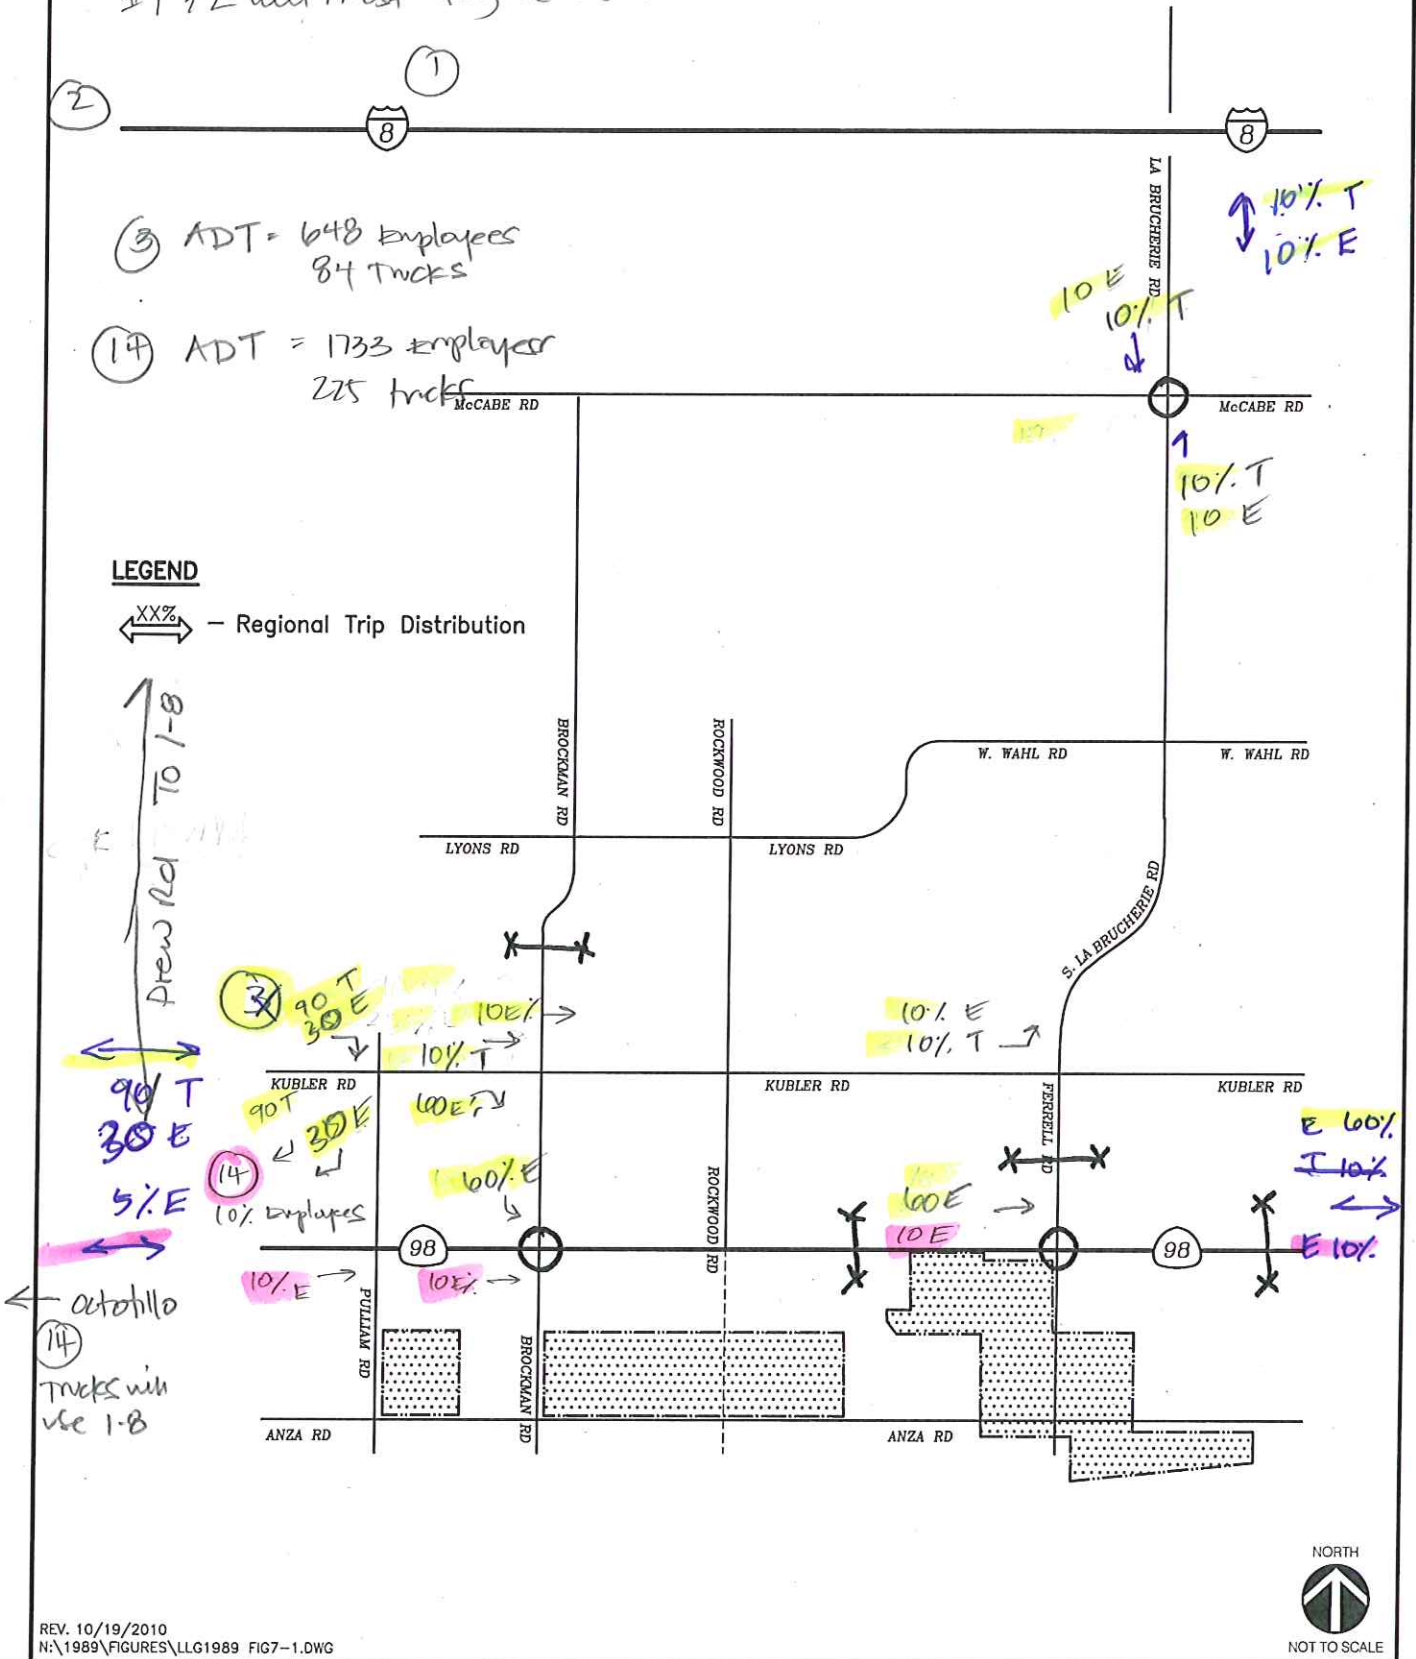 ①
②
8
8
LA BRUCHERIE RD
10% T
10% E
③ ADT = 648 Employees
84 Trucks
10 E
10% T
⑭ ADT = 1733 Employees
225 trucks
McCABE RD
McCABE RD
10% T
10 E
LEGEND
XX% – Regional Trip Distribution
Drew Rd TO I-8
BROCKMAN RD
ROCKWOOD RD
W. WAHL RD
W. WAHL RD
LYONS RD
LYONS RD
S. LA BRUCHERIE RD
3
90 T
30 E
10E%
10% T
10% E
10% T
KUBLER RD
KUBLER RD
KUBLER RD
90 T
30 E
90 T
30 E
60E%
FERRELL RD
E 60%
T 10%
5% E
14
10% Employees
60% E
ROCKWOOD RD
60E
10 E
E 10%
98
98
10% E
10E%
← Octotillo
14
Trucks will
use I-8
PULLIAM RD
BROCKMAN RD
ANZA RD
ANZA RD
NORTH
NOT TO SCALE
REV. 10/19/2010
N:\1989\FIGURES\LLG1989 FIG7-1.DWG